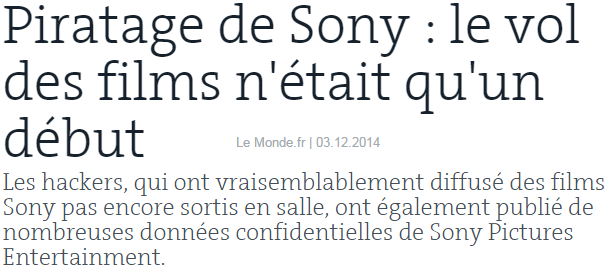 Piratage de Sony : le vol
des films n'était qu'un
début
Le Monde.fr | 03.12.2014
Les hackers, qui ont vraisemblablement diffusé des films
Sony pas encore sortis en salle, ont également publié de
nombreuses données confidentielles de Sony Pictures
Entertainment.